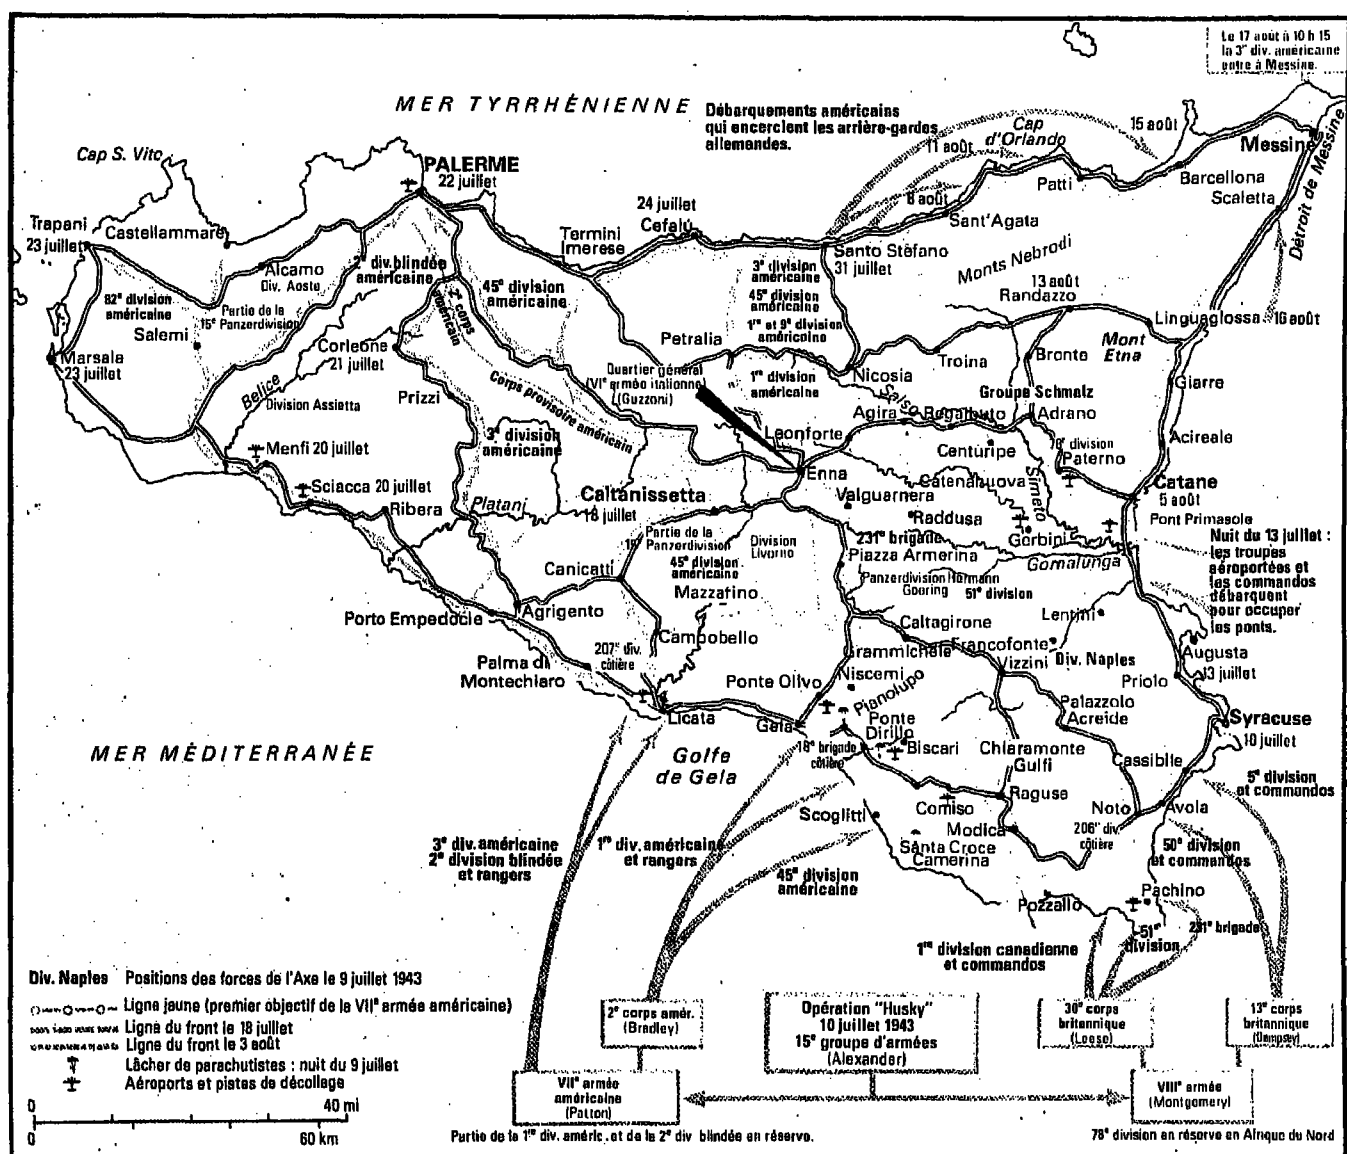 Le 17 août à 10 h 15
la 3e div. américaine
entre à Messine.
MER TYRRHÉNIENNE
Débarquements américains
qui encerclent les arrière-gardes
allemandes.
Cap d'Orlando
15 août
11 août
8 août
Messine
Détroit de Messine
Cap S. Vito
PALERME
22 juillet
Patti
Barcellona
Scaletta
Trapani
23 juillet
Castellammare
24 juillet
Cefalú
Termini
Imerese
Sant'Agata
Santo Stéfano
31 juillet
Monts Nebrodi
Alcamo
Div. Aoste
2e div. blindée
américaine
45e division
américaine
3e division
américaine
45e division
américaine
1re et 9e division
américaine
13 août
Randazzo
82e division
américaine
Partie de la
15e Panzerdivision
2e corps
américain
Salemi
Petralia
Linguaglossa
16 août
Marsala
23 juillet
Corleone
21 juillet
Troina
Bronte
Mont
Etna
Quartier général
(VIe armée italienne)
(Guzzoni)
1re division
américaine
Nicosia
Giarre
Belice
Division Assietta
Prizzi
Corps provisoire américain
Salso
Groupe Schmalz
Agira
Regalbuto
Adrano
3e division
américaine
Leonforte
Centuripe
78e division
Paterno
Acireale
Menfi 20 juillet
Enna
Catenanuova
Simeto
Catane
5 août
Sciacca 20 juillet
Ribera
Platani
Caltanissetta
18 juillet
Valguarnera
Raddusa
Gerbini
Pont Primasole
Partie de la
15e Panzerdivision
Division
Livorno
231e brigade
Piazza Armerina
Gornalunga
Nuit du 13 juillet :
les troupes
aéroportées et
les commandos
débarquent
pour occuper
les ponts.
Canicatti
45e division
américaine
Mazzarino
Panzerdivision Hermann
Goering
51e division
Lentini
Porto Empedocle
Agrigento
Campobello
Caltagirone
Grammichele
Francofonte
Vizzini
Div. Naples
Augusta
13 juillet
207e div.
côtière
Palma di
Montechiaro
Ponte Olivo
Niscemi
Pianolupo
Priolo
Palazzolo
Acreide
Licata
Gela
Ponte
Dirillo
Biscari
Syracuse
10 juillet
MER MÉDITERRANÉE
Golfe
de Gela
18e brigade
côtière
Chiaramonte
Gulfi
Cassibile
5e division
et commandos
Comiso
Raguse
Noto
Avola
Scoglitti
Modica
206e div.
côtière
3e div. américaine
2e division blindée
et rangers
1re div. américaine
et rangers
Santa Croce
Camerina
50e division
et commandos
45e division
américaine
Pozzallo
Pachino
1re division canadienne
et commandos
51e
division
231e brigade
Div. Naples Positions des forces de l'Axe le 9 juillet 1943
Ligne jaune (premier objectif de la VIIe armée américaine)
Ligne du front le 18 juillet
Ligne du front le 3 août
Lâcher de parachutistes : nuit du 9 juillet
Aéroports et pistes de décollage
0 40 mi
0 60 km
2e corps amér.
(Bradley)
Opération "Husky"
10 juillet 1943
15e groupe d'armées
(Alexander)
30e corps
britannique
(Leese)
13e corps
britannique
(Dempsey)
VIIe armée
américaine
(Patton)
VIIIe armée
(Montgomery)
Partie de la 1re div. améric. et de la 2e div blindée en réserve.
78e division en réserve en Afrique du Nord